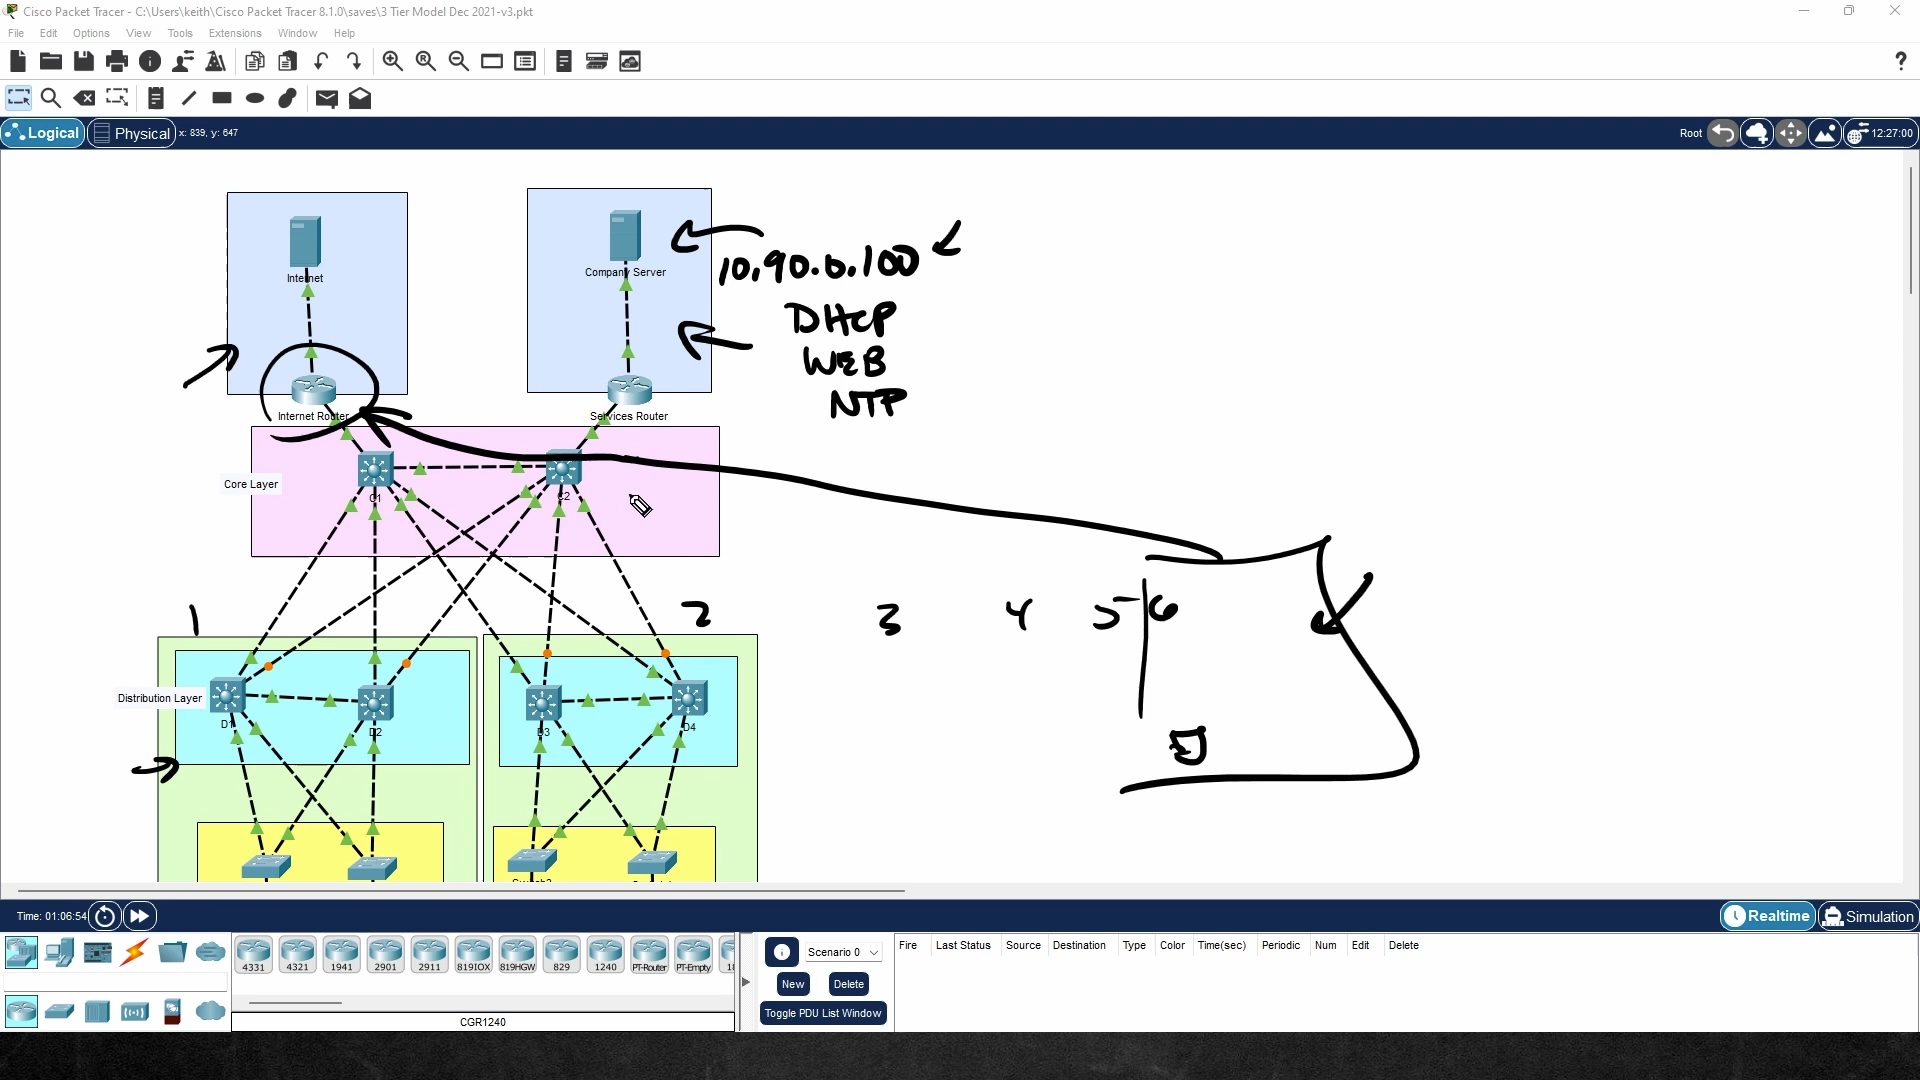 Cisco Packet Tracer - C:\Users\keith\Cisco Packet Tracer 8.1.0\saves\3 Tier Model Dec 2021-v3.pkt
File Edit Options View Tools Extensions Window Help
Logical Physical x: 839, y: 647 Root 12:27:00
Internet
Company Server
10.90.0.100
DHCP
WEB
NTP
Internet Router
Services Router
Core Layer
C1
C2
1 2 3 4 5 6
Distribution Layer
D1 D2 D3 D4
Time: 01:06:54 Realtime Simulation
4331 4321 1941 2901 2911 819IOX 819HGW 829 1240 PT-Router PT-Empty
CGR1240
Scenario 0
New Delete
Toggle PDU List Window
Fire Last Status Source Destination Type Color Time(sec) Periodic Num Edit Delete